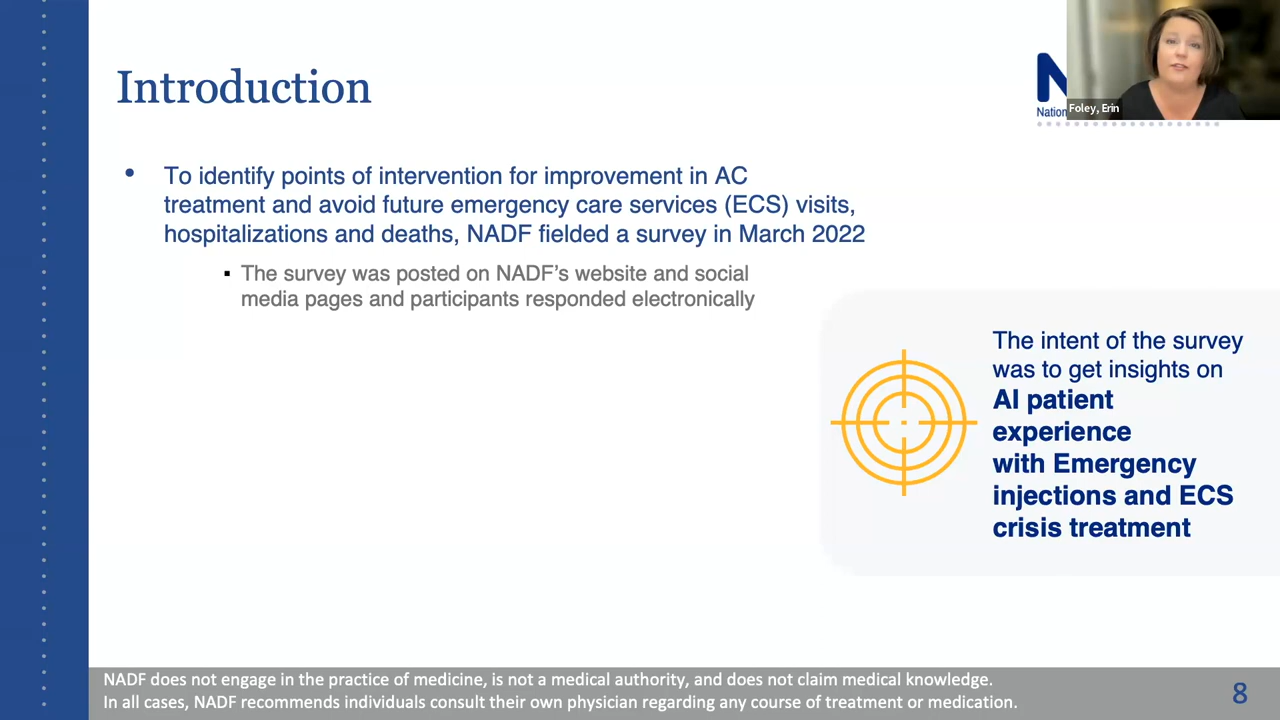 Introduction
N
Nation
Foley, Erin
• To identify points of intervention for improvement in AC
treatment and avoid future emergency care services (ECS) visits,
hospitalizations and deaths, NADF fielded a survey in March 2022
▪ The survey was posted on NADF’s website and social
media pages and participants responded electronically
The intent of the survey
was to get insights on
AI patient
experience
with Emergency
injections and ECS
crisis treatment
NADF does not engage in the practice of medicine, is not a medical authority, and does not claim medical knowledge.
In all cases, NADF recommends individuals consult their own physician regarding any course of treatment or medication.
8